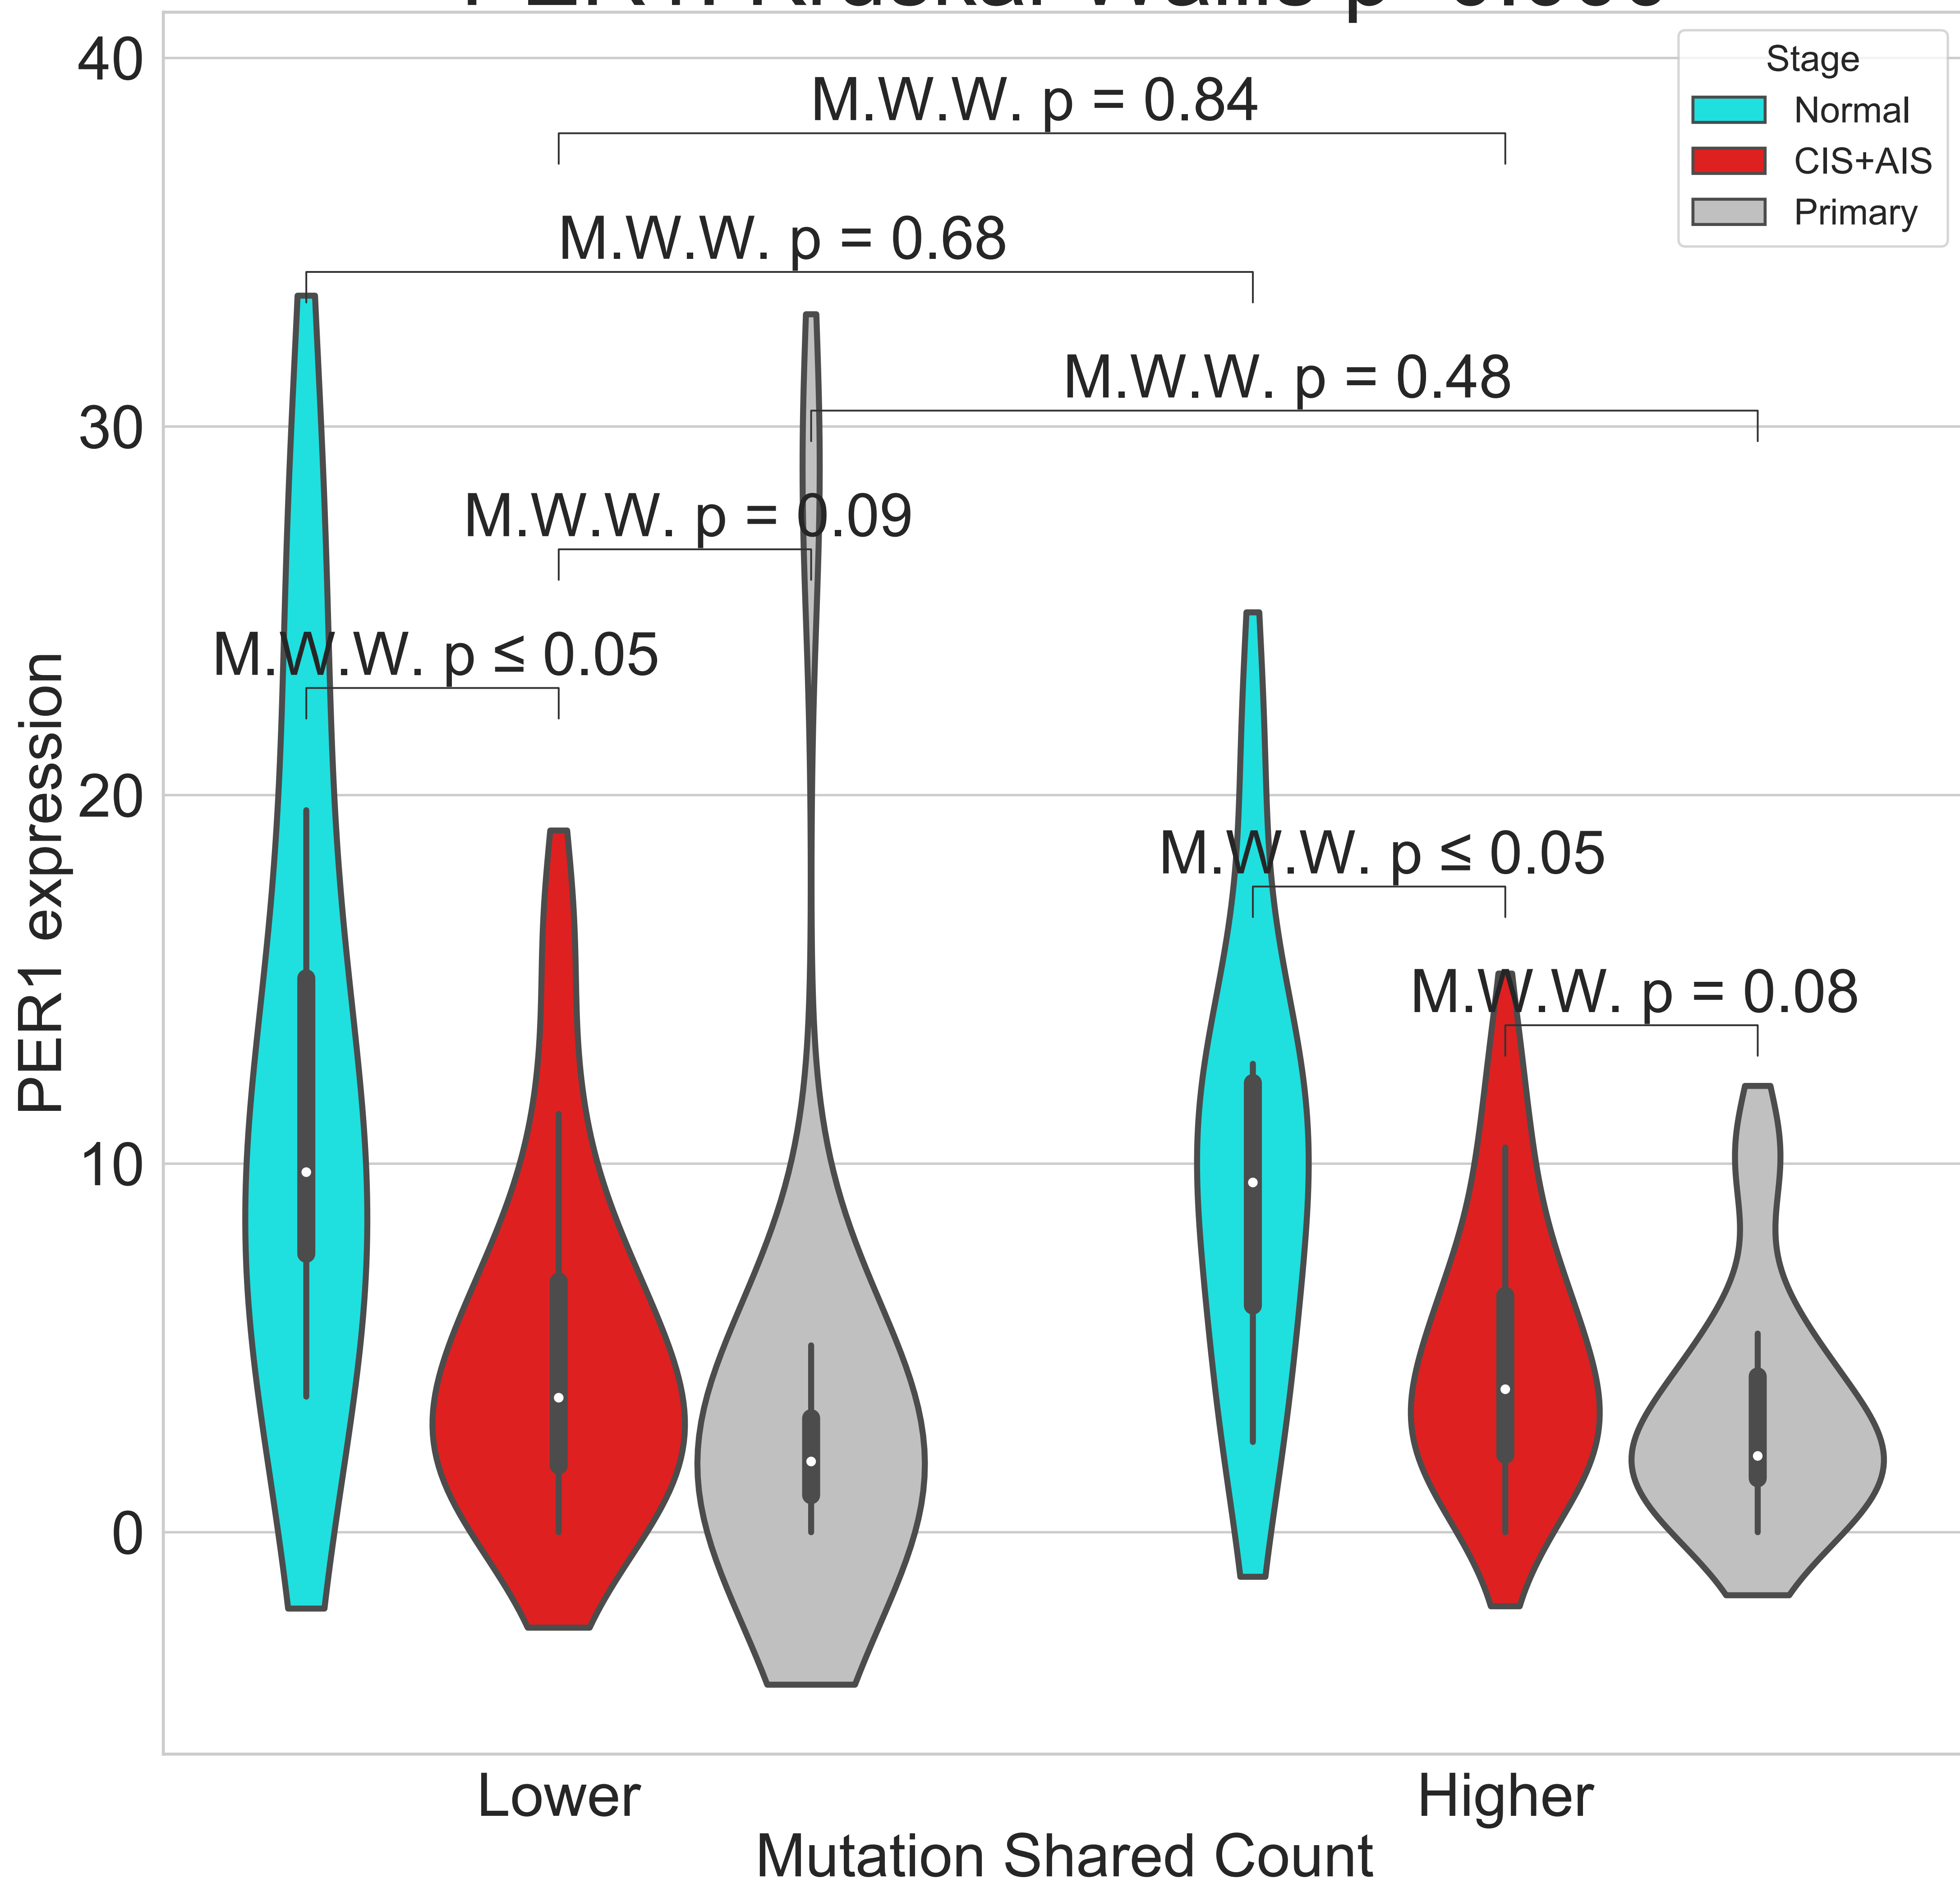 40
30
20
10
0
PER1 expression
M.W.W. p = 0.84
M.W.W. p = 0.68
M.W.W. p = 0.48
M.W.W. p = 0.09
M.W.W. p ≤ 0.05
M.W.W. p ≤ 0.05
M.W.W. p = 0.08
Stage
Normal
CIS+AIS
Primary
Lower
Higher
Mutation Shared Count